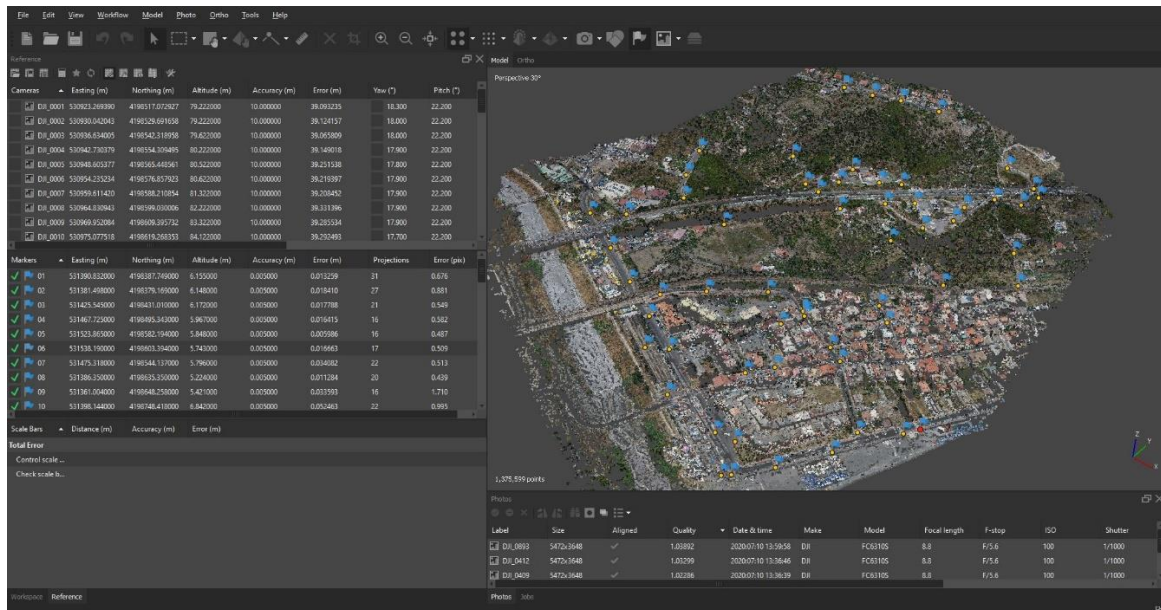 File Edit View Workflow Model Photo Ortho Tools Help
Reference
Cameras Easting (m) Northing (m) Altitude (m) Accuracy (m) Error (m) Yaw (°) Pitch (°)
DJI_0001 530923.269390 4198517.072927 79.222000 10.000000 39.093235 18.300 22.200
DJI_0002 530930.042043 4198529.691658 79.222000 10.000000 39.124157 18.000 22.200
DJI_0003 530936.634005 4198542.318958 79.622000 10.000000 39.065809 18.000 22.200
DJI_0004 530942.730379 4198554.309495 80.222000 10.000000 39.149018 17.900 22.200
DJI_0005 530948.605377 4198565.448561 80.522000 10.000000 39.251538 17.800 22.200
DJI_0006 530954.235234 4198576.857923 80.622000 10.000000 39.219397 17.900 22.200
DJI_0007 530959.611420 4198588.210854 81.322000 10.000000 39.208452 17.900 22.200
DJI_0008 530964.830943 4198599.030006 82.222000 10.000000 39.331396 17.900 22.200
DJI_0009 530969.952084 4198609.395732 83.322000 10.000000 39.285534 17.900 22.200
DJI_0010 530975.077518 4198619.268353 84.122000 10.000000 39.292493 17.700 22.200
Markers Easting (m) Northing (m) Altitude (m) Accuracy (m) Error (m) Projections Error (pix)
01 531390.832000 4198387.749000 6.155000 0.005000 0.013259 31 0.676
02 531381.498000 4198379.169000 6.148000 0.005000 0.018410 27 0.881
03 531425.545000 4198431.010000 6.172000 0.005000 0.017788 21 0.549
04 531467.725000 4198495.343000 5.967000 0.005000 0.016415 16 0.582
05 531523.865000 4198582.194000 5.848000 0.005000 0.005986 16 0.487
06 531538.190000 4198603.394000 5.743000 0.005000 0.016663 17 0.509
07 531475.318000 4198544.137000 5.796000 0.005000 0.034682 22 0.513
08 531386.350000 4198635.350000 5.224000 0.005000 0.011284 20 0.439
09 531361.004000 4198648.258000 5.421000 0.005000 0.033593 16 1.710
10 531398.144000 4198748.418000 6.842000 0.005000 0.052463 22 0.995
Scale Bars Distance (m) Accuracy (m) Error (m)
Total Error
Control scale ...
Check scale b...
Workspace Reference
Model Ortho
Perspective 30°
Z
Y
X
1,375,599 points
Photos
Label Size Aligned Quality Date & time Make Model Focal length F-stop ISO Shutter
DJI_0893 5472x3648 1.03892 2020:07:10 13:59:58 DJI FC6310S 8.8 F/5.6 100 1/1000
DJI_0412 5472x3648 1.03299 2020:07:10 13:36:46 DJI FC6310S 8.8 F/5.6 100 1/1000
DJI_0409 5472x3648 1.02286 2020:07:10 13:36:39 DJI FC6310S 8.8 F/5.6 100 1/1000
Photos Jobs